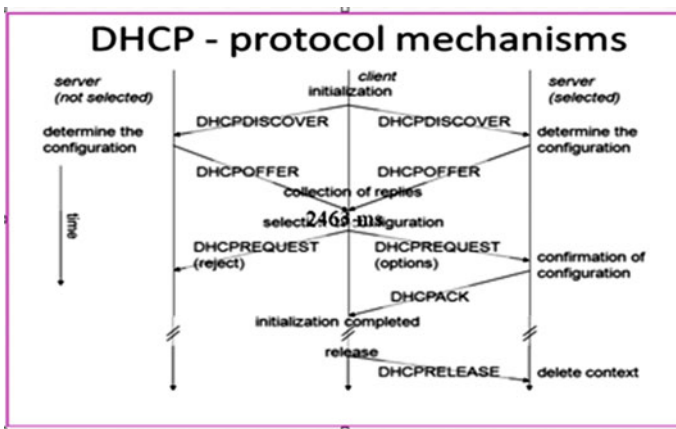 DHCP - protocol mechanisms
server
(not selected)
client
initialization
server
(selected)
DHCPDISCOVER
DHCPDISCOVER
determine the
configuration
determine the
configuration
DHCPOFFER
DHCPOFFER
collection of replies
2463 ms
configuration
time
DHCPREQUEST
(reject)
DHCPREQUEST
(options)
confirmation of
configuration
DHCPACK
initialization completed
release
DHCPRELEASE
delete context